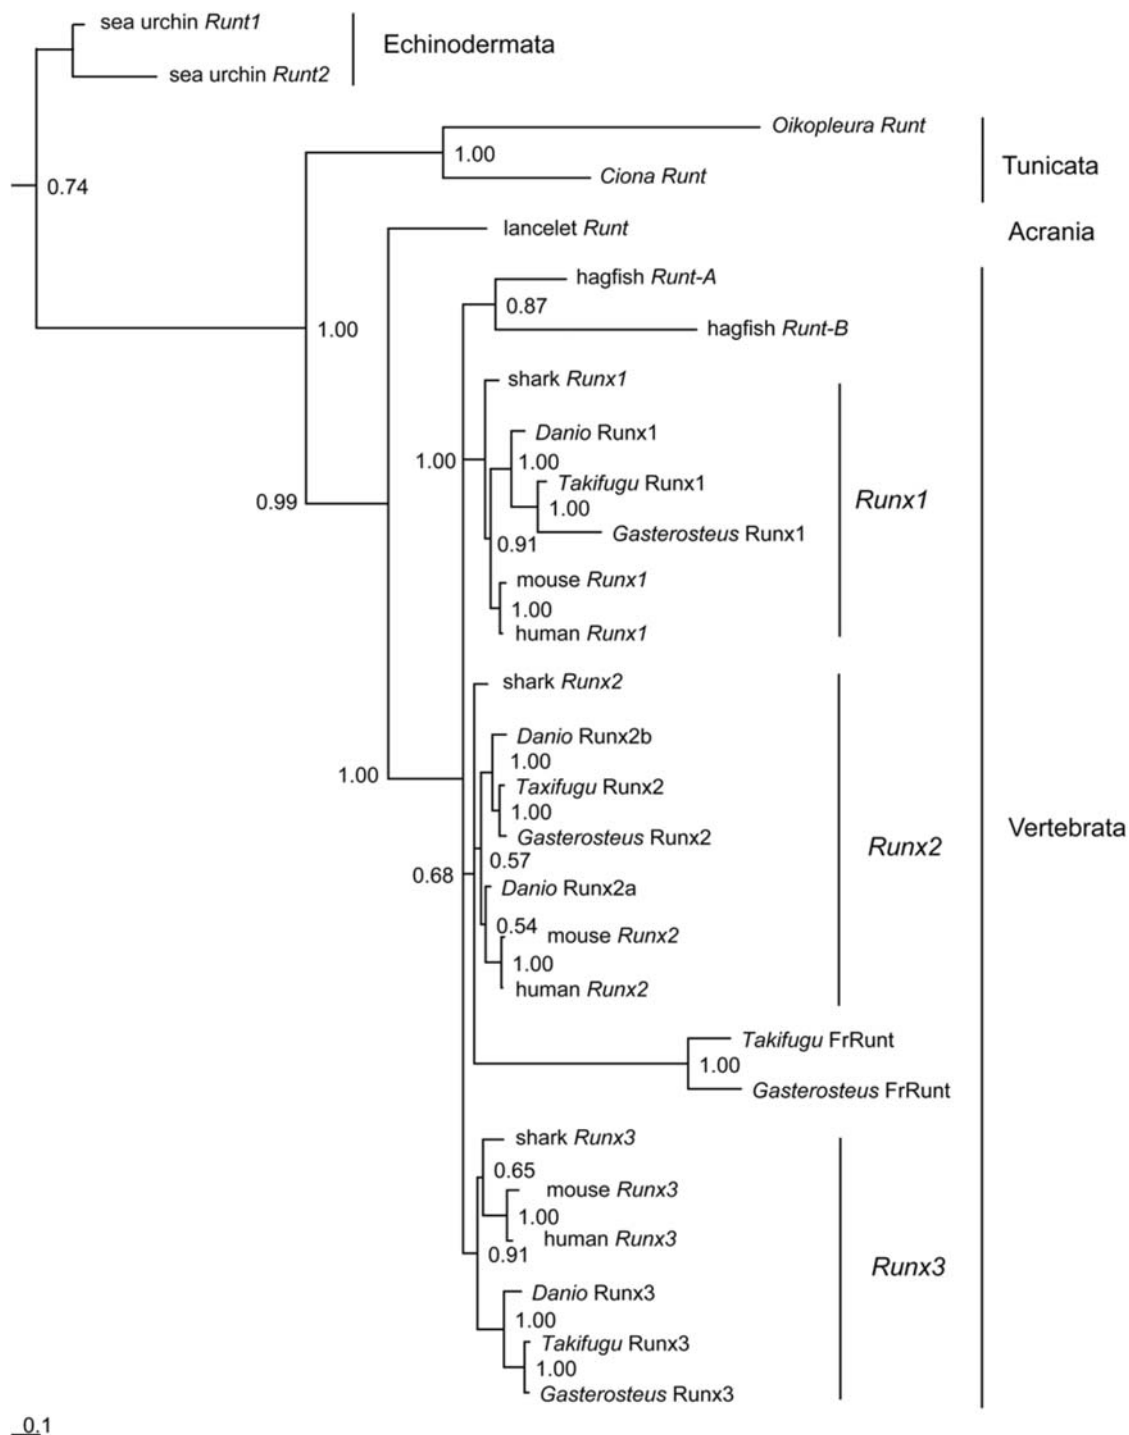 sea urchin Runt1
Echinodermata
sea urchin Runt2
Oikopleura Runt
1.00
Tunicata
Ciona Runt
0.74
lancelet Runt
Acrania
hagfish Runt-A
0.87
hagfish Runt-B
1.00
shark Runx1
Danio Runx1
1.00
1.00
Takifugu Runx1
Runx1
0.99
1.00
Gasterosteus Runx1
0.91
mouse Runx1
1.00
human Runx1
shark Runx2
Danio Runx2b
1.00
1.00
Taxifugu Runx2
1.00
Vertebrata
Gasterosteus Runx2
Runx2
0.57
0.68
Danio Runx2a
0.54
mouse Runx2
1.00
human Runx2
Takifugu FrRunt
1.00
Gasterosteus FrRunt
shark Runx3
0.65
mouse Runx3
1.00
human Runx3
0.91
Runx3
Danio Runx3
1.00
Takifugu Runx3
1.00
Gasterosteus Runx3
0.1